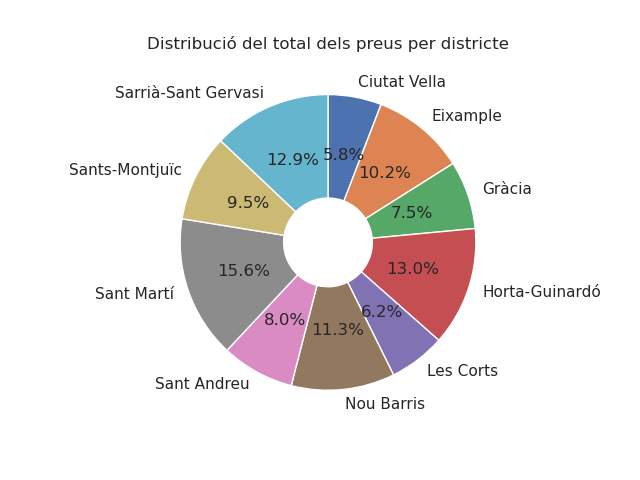 Distribució del total dels preus per districte
Ciutat Vella
5.8%
Eixample
10.2%
Gràcia
7.5%
Horta-Guinardó
13.0%
Les Corts
6.2%
Nou Barris
11.3%
Sant Andreu
8.0%
Sant Martí
15.6%
Sants-Montjuïc
9.5%
Sarrià-Sant Gervasi
12.9%